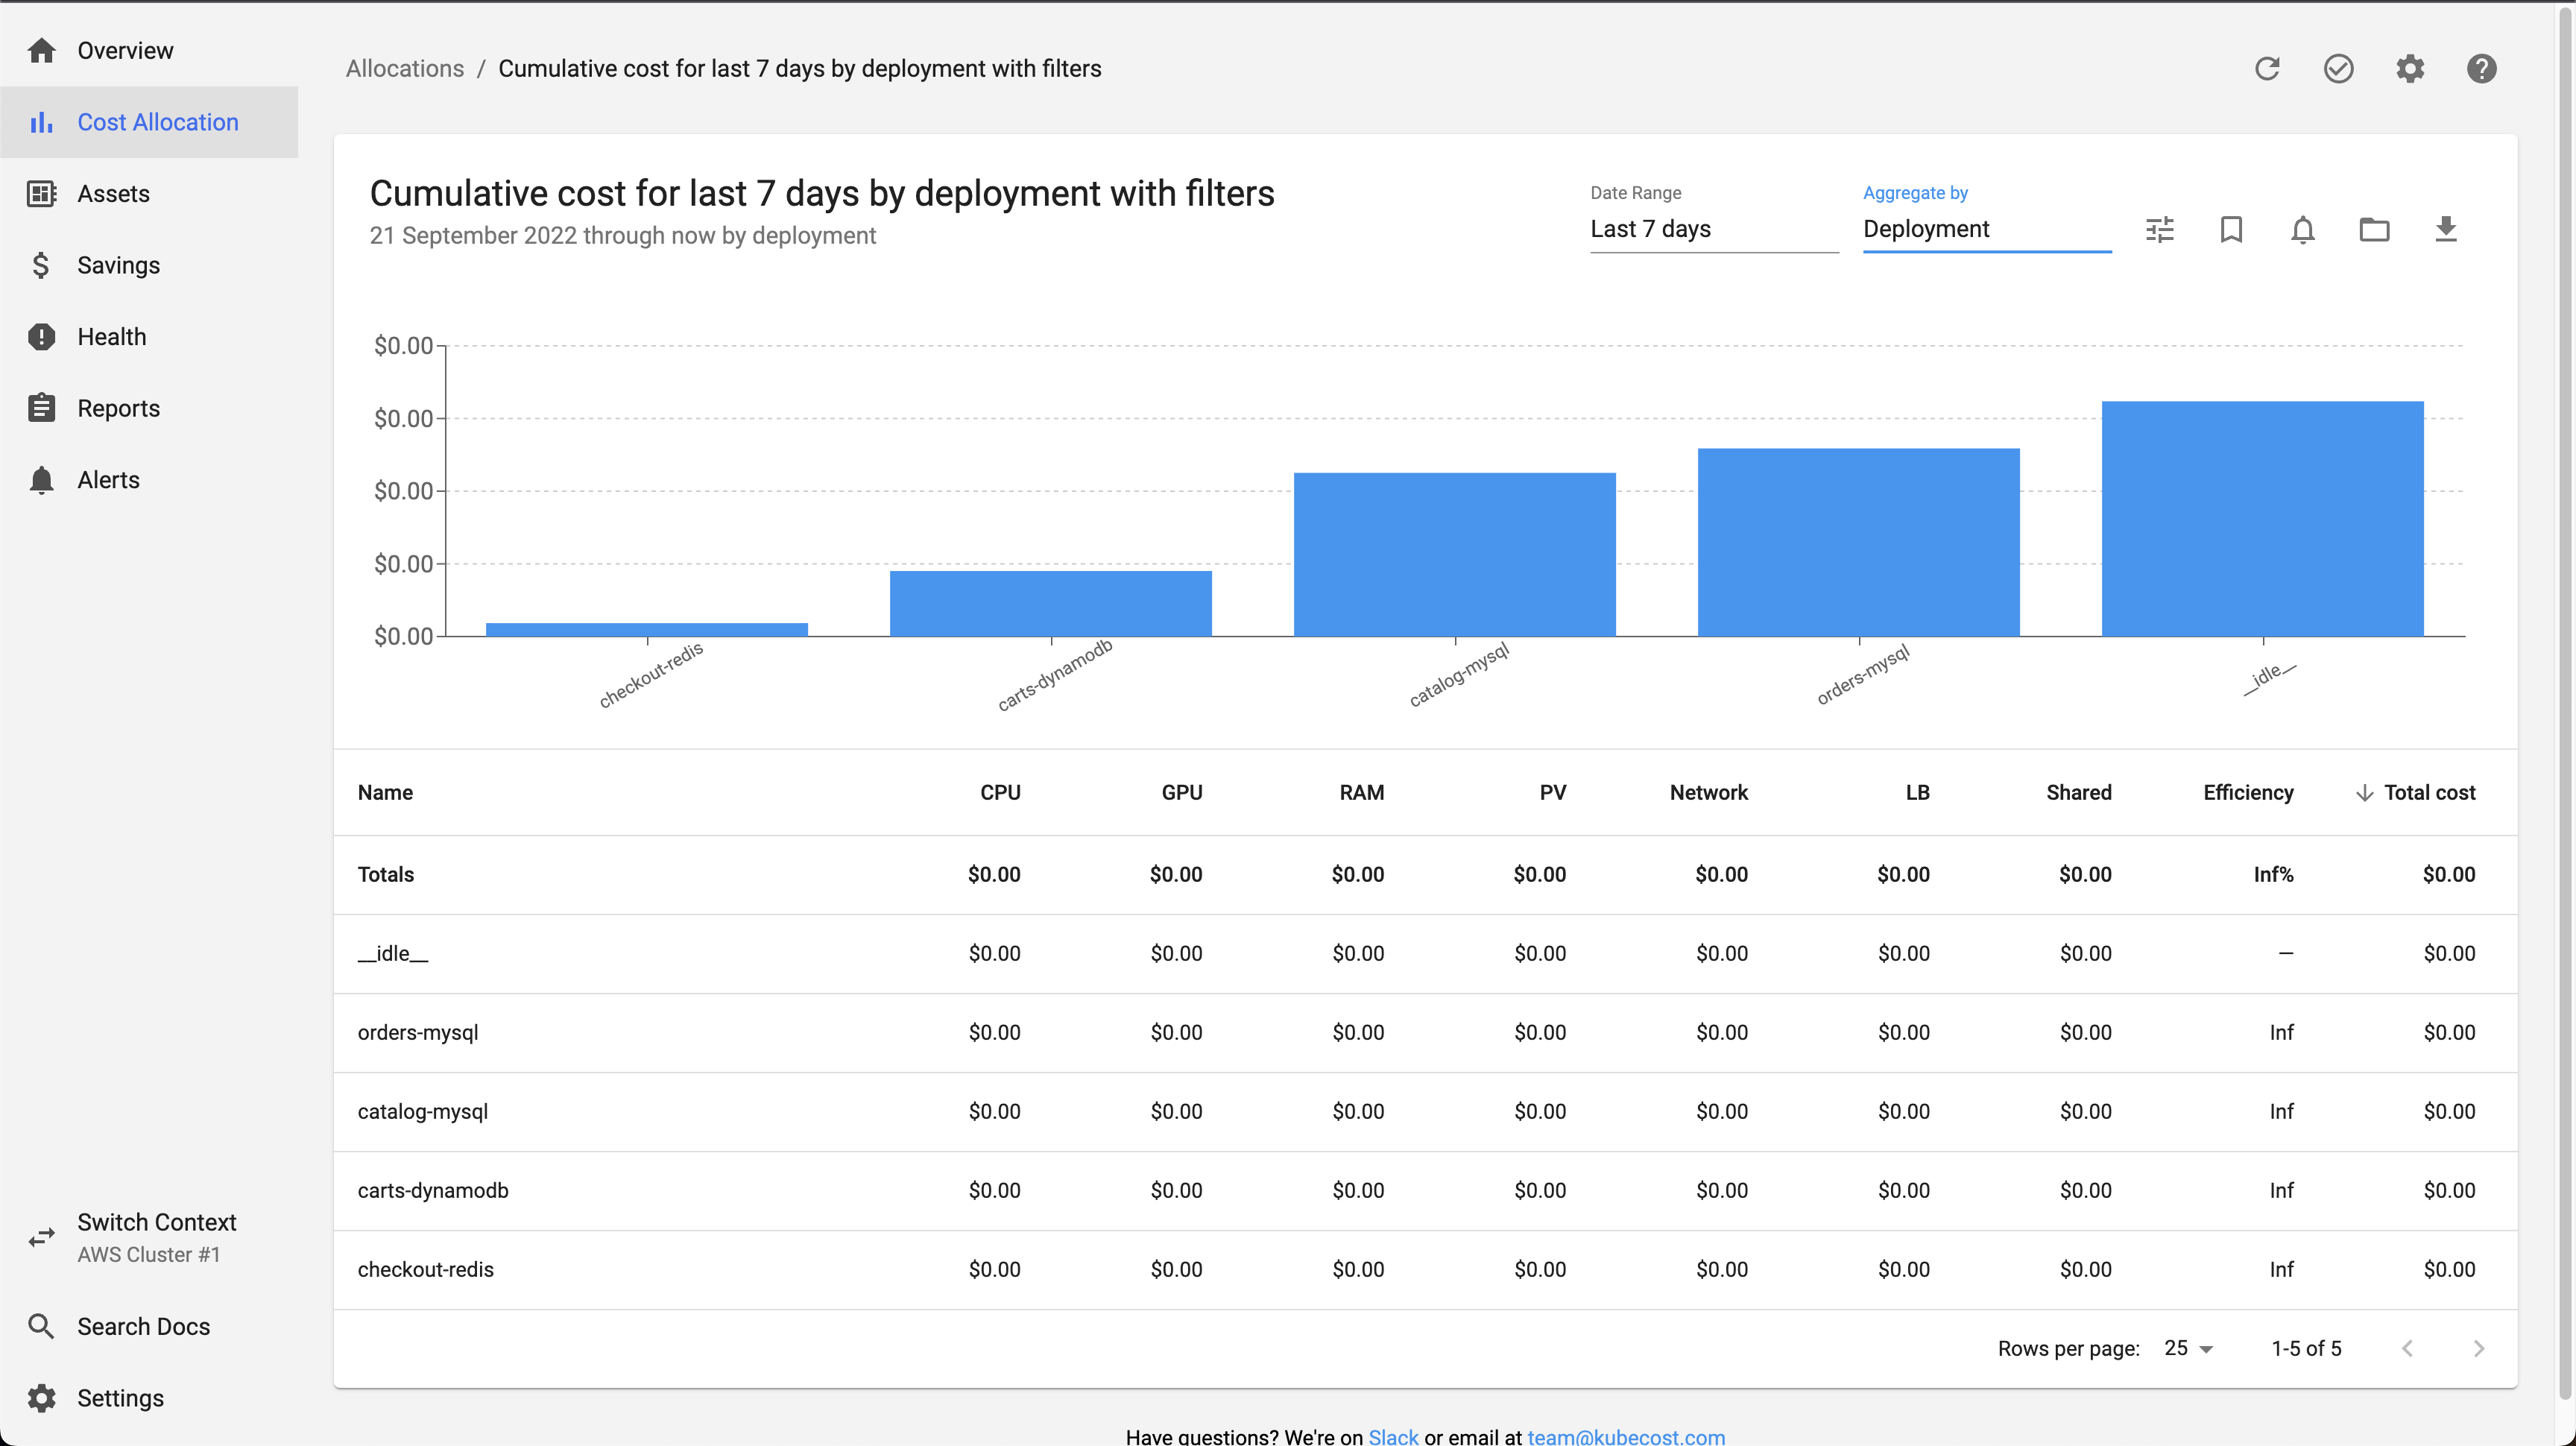 Overview
Cost Allocation
Assets
Savings
Health
Reports
Alerts
Switch Context
AWS Cluster #1
Search Docs
Settings
Allocations / Cumulative cost for last 7 days by deployment with filters
Cumulative cost for last 7 days by deployment with filters
21 September 2022 through now by deployment
Date Range
Last 7 days
Aggregate by
Deployment
$0.00
$0.00
$0.00
$0.00
$0.00
checkout-redis
carts-dynamodb
catalog-mysql
orders-mysql
__idle__
Name CPU GPU RAM PV Network LB Shared Efficiency Total cost
Totals $0.00 $0.00 $0.00 $0.00 $0.00 $0.00 $0.00 Inf% $0.00
__idle__ $0.00 $0.00 $0.00 $0.00 $0.00 $0.00 $0.00 — $0.00
orders-mysql $0.00 $0.00 $0.00 $0.00 $0.00 $0.00 $0.00 Inf $0.00
catalog-mysql $0.00 $0.00 $0.00 $0.00 $0.00 $0.00 $0.00 Inf $0.00
carts-dynamodb $0.00 $0.00 $0.00 $0.00 $0.00 $0.00 $0.00 Inf $0.00
checkout-redis $0.00 $0.00 $0.00 $0.00 $0.00 $0.00 $0.00 Inf $0.00
Rows per page: 25 1-5 of 5
Have questions? We're on Slack or email at team@kubecost.com